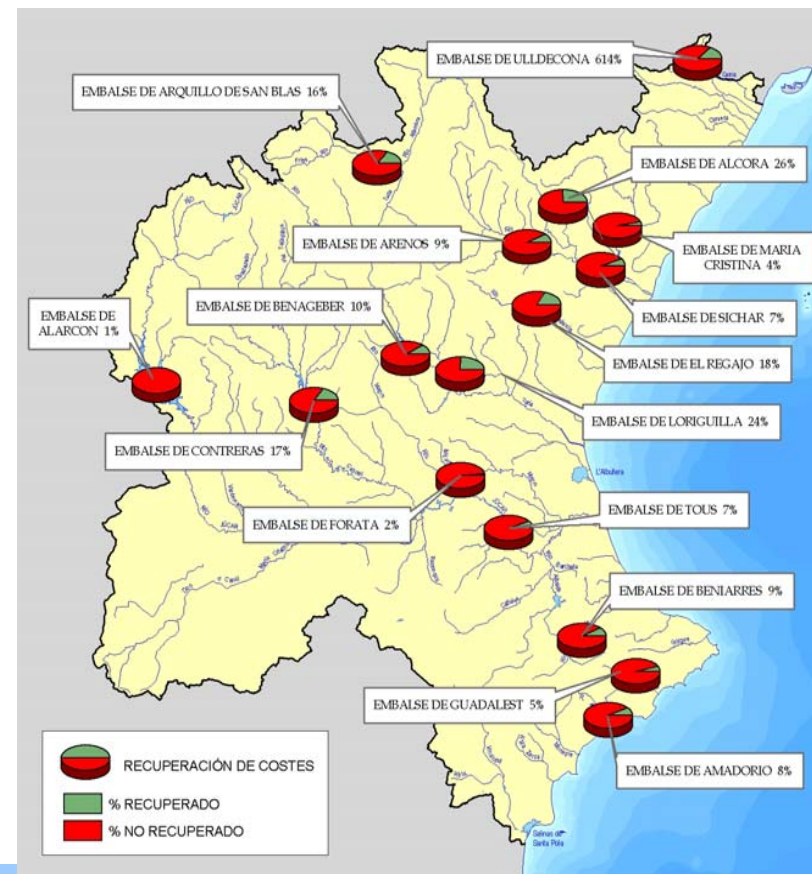 EMBALSE DE ULLDECONA 614%
EMBALSE DE ARQUILLO DE SAN BLAS 16%
EMBALSE DE ALCORA 26%
EMBALSE DE ARENOS 9%
EMBALSE DE MARIA
CRISTINA 4%
EMBALSE DE BENAGEBER
10%
EMBALSE DE SICHAR 7%
EMBALSE DE
ALARCON 1%
EMBALSE DE EL REGAJO 18%
EMBALSE DE LORIGUILLA 24%
EMBALSE DE CONTRERAS 17%
L'Albufera
EMBALSE DE FORATA 2%
EMBALSE DE TOUS 7%
JÚCAR
EMBALSE DE BENIARRES 9%
EMBALSE DE GUADALEST 5%
EMBALSE DE AMADORIO 8%
RECUPERACIÓN DE COSTES
% RECUPERADO
% NO RECUPERADO
Salinas de
Santa Pola